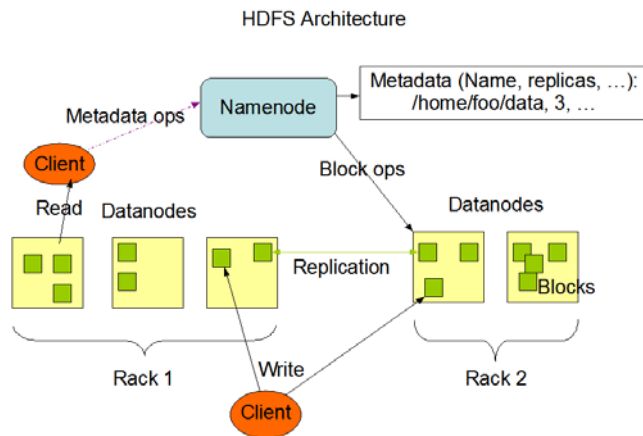 HDFS Architecture
Metadata (Name, replicas, ...):
/home/foo/data, 3, ...
Namenode
Metadata ops
Client
Block ops
Read
Datanodes
Datanodes
Replication
Blocks
Write
Rack 1
Rack 2
Client